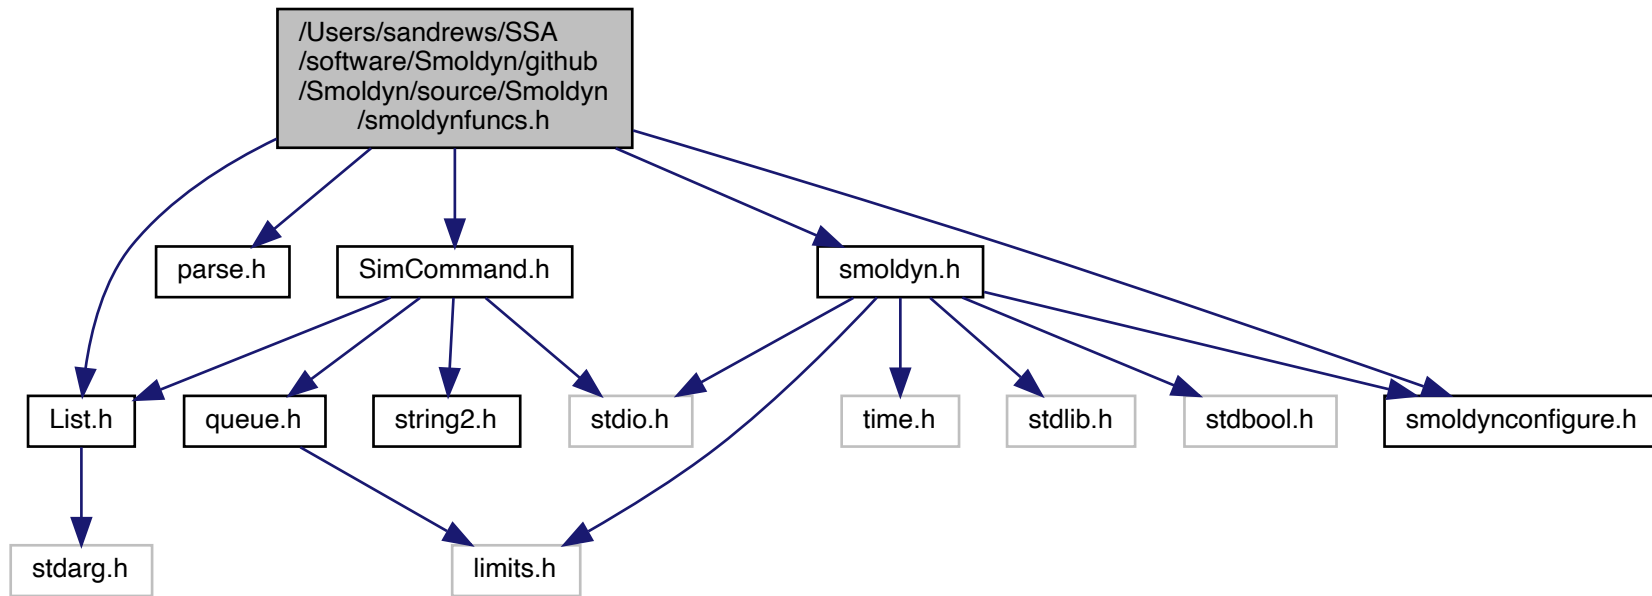 /Users/sandrews/SSA
/software/Smoldyn/github
/Smoldyn/source/Smoldyn
/smoldynfuncs.h
parse.h
SimCommand.h
smoldyn.h
List.h
queue.h
string2.h
stdio.h
time.h
stdlib.h
stdbool.h
smoldynconfigure.h
stdarg.h
limits.h